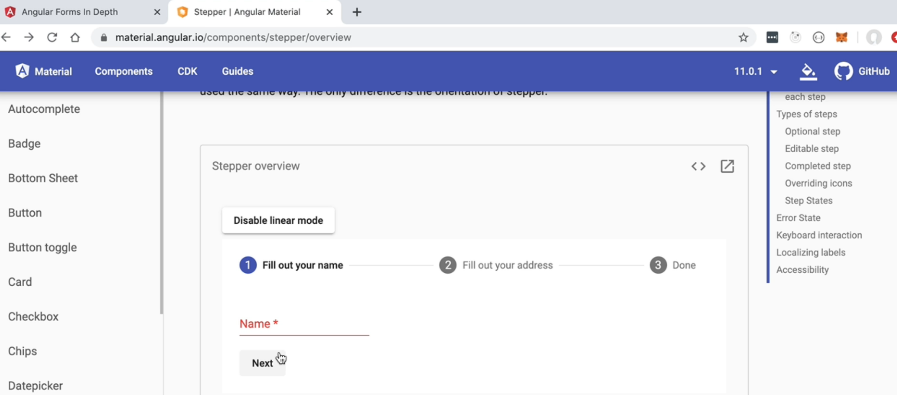 Angular Forms In Depth
Stepper | Angular Material
material.angular.io/components/stepper/overview
Material
Components
CDK
Guides
11.0.1
GitHub
Autocomplete
Badge
Bottom Sheet
Button
Button toggle
Card
Checkbox
Chips
Datepicker
used the same way. The only difference is the orientation of stepper.
Stepper overview
Disable linear mode
1 Fill out your name
2 Fill out your address
3 Done
Name *
Next
each step
Types of steps
Optional step
Editable step
Completed step
Overriding icons
Step States
Error State
Keyboard interaction
Localizing labels
Accessibility